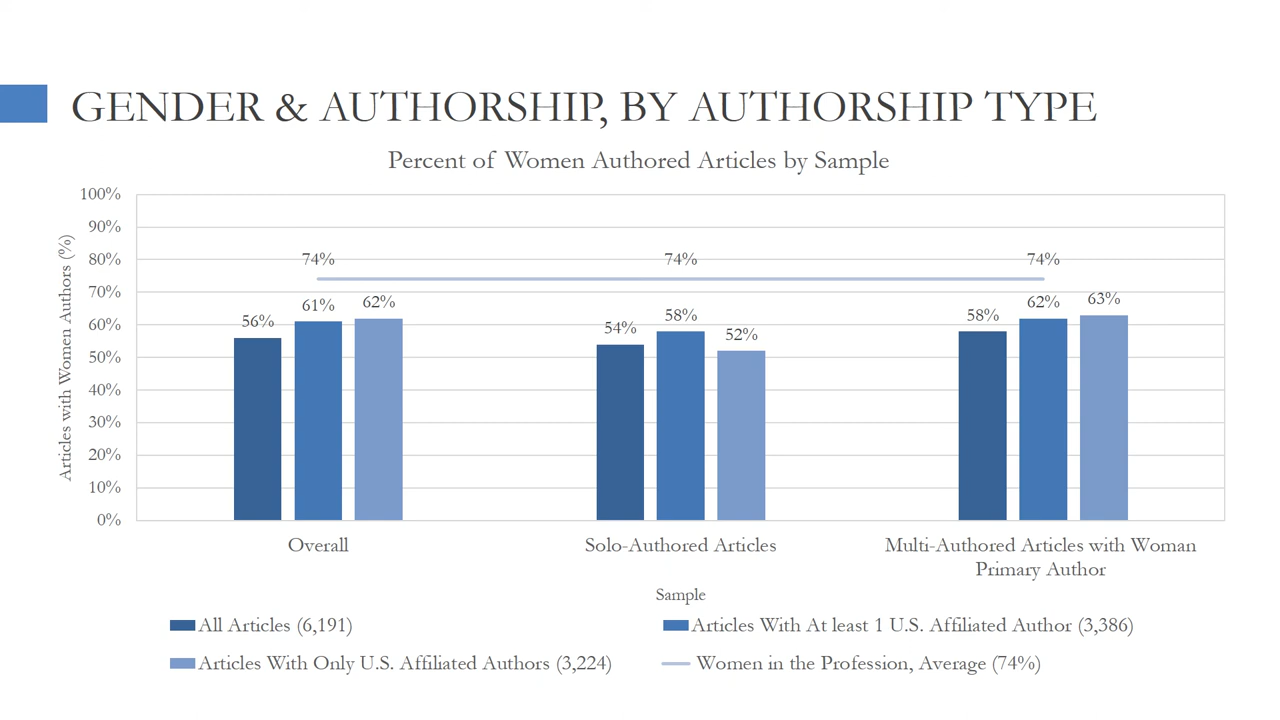 GENDER & AUTHORSHIP, BY AUTHORSHIP TYPE
Percent of Women Authored Articles by Sample
Articles with Women Authors (%)
100%
90%
80%
70%
60%
50%
40%
30%
20%
10%
0%
74% 74% 74%
56% 61% 62%
54% 58% 52%
58% 62% 63%
Overall
Solo-Authored Articles
Multi-Authored Articles with Woman
Primary Author
Sample
All Articles (6,191)
Articles With At least 1 U.S. Affiliated Author (3,386)
Articles With Only U.S. Affiliated Authors (3,224)
Women in the Profession, Average (74%)